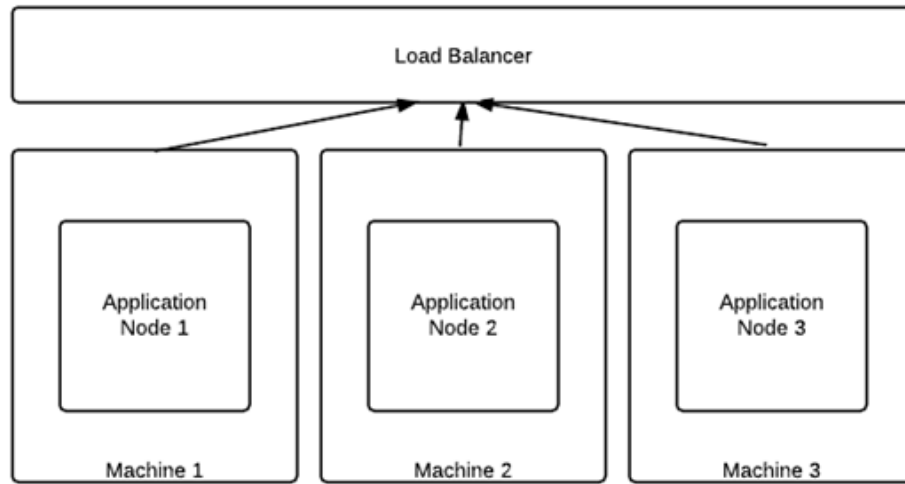 Load Balancer
Application
Node 1
Application
Node 2
Application
Node 3
Machine 1
Machine 2
Machine 3